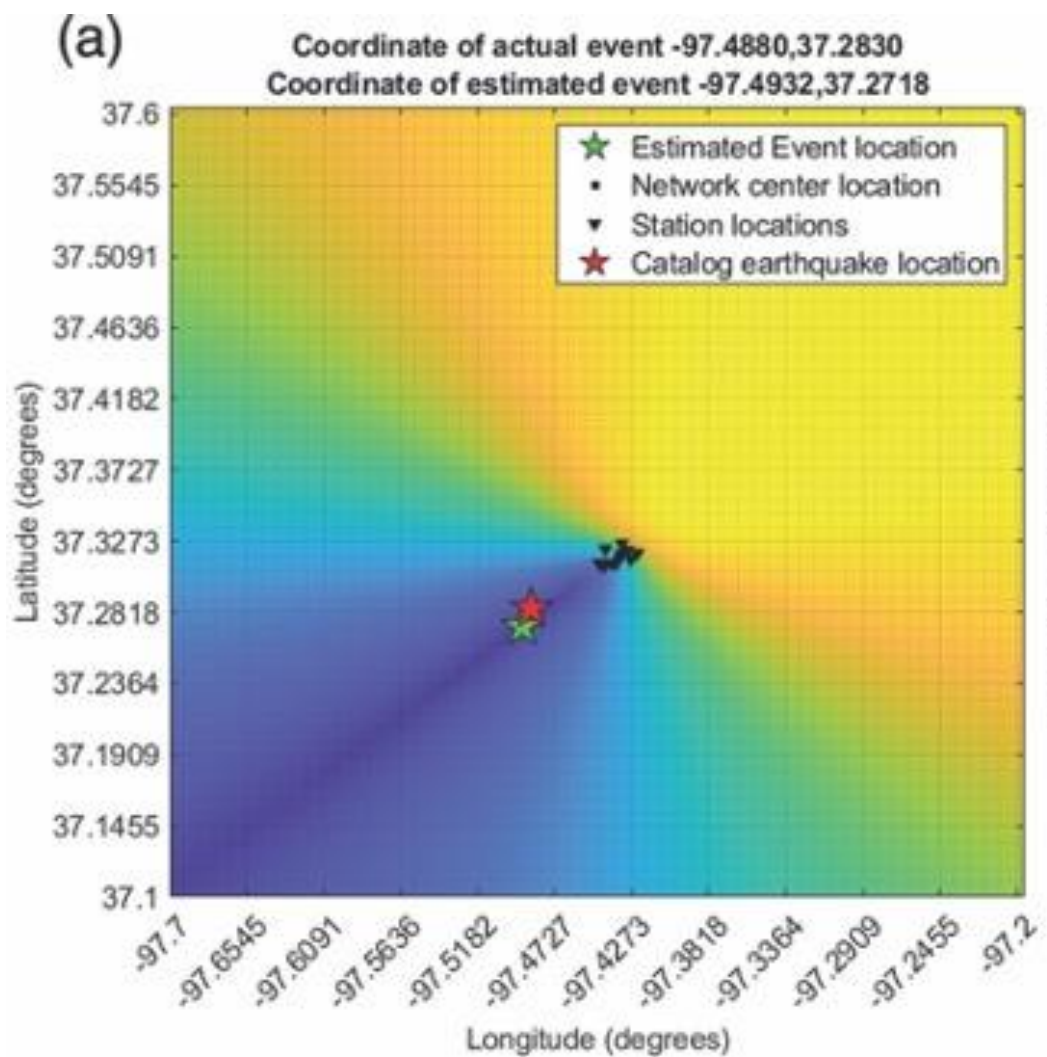 (a)
Coordinate of actual event -97.4880,37.2830
Coordinate of estimated event -97.4932,37.2718
Estimated Event location
Network center location
Station locations
Catalog earthquake location
37.6
37.5545
37.5091
37.4636
37.4182
37.3727
37.3273
37.2818
37.2364
37.1909
37.1455
37.1
Latitude (degrees)
-97.7
-97.6545
-97.6091
-97.5636
-97.5182
-97.4727
-97.4273
-97.3818
-97.3364
-97.2909
-97.2455
-97.2
Longitude (degrees)